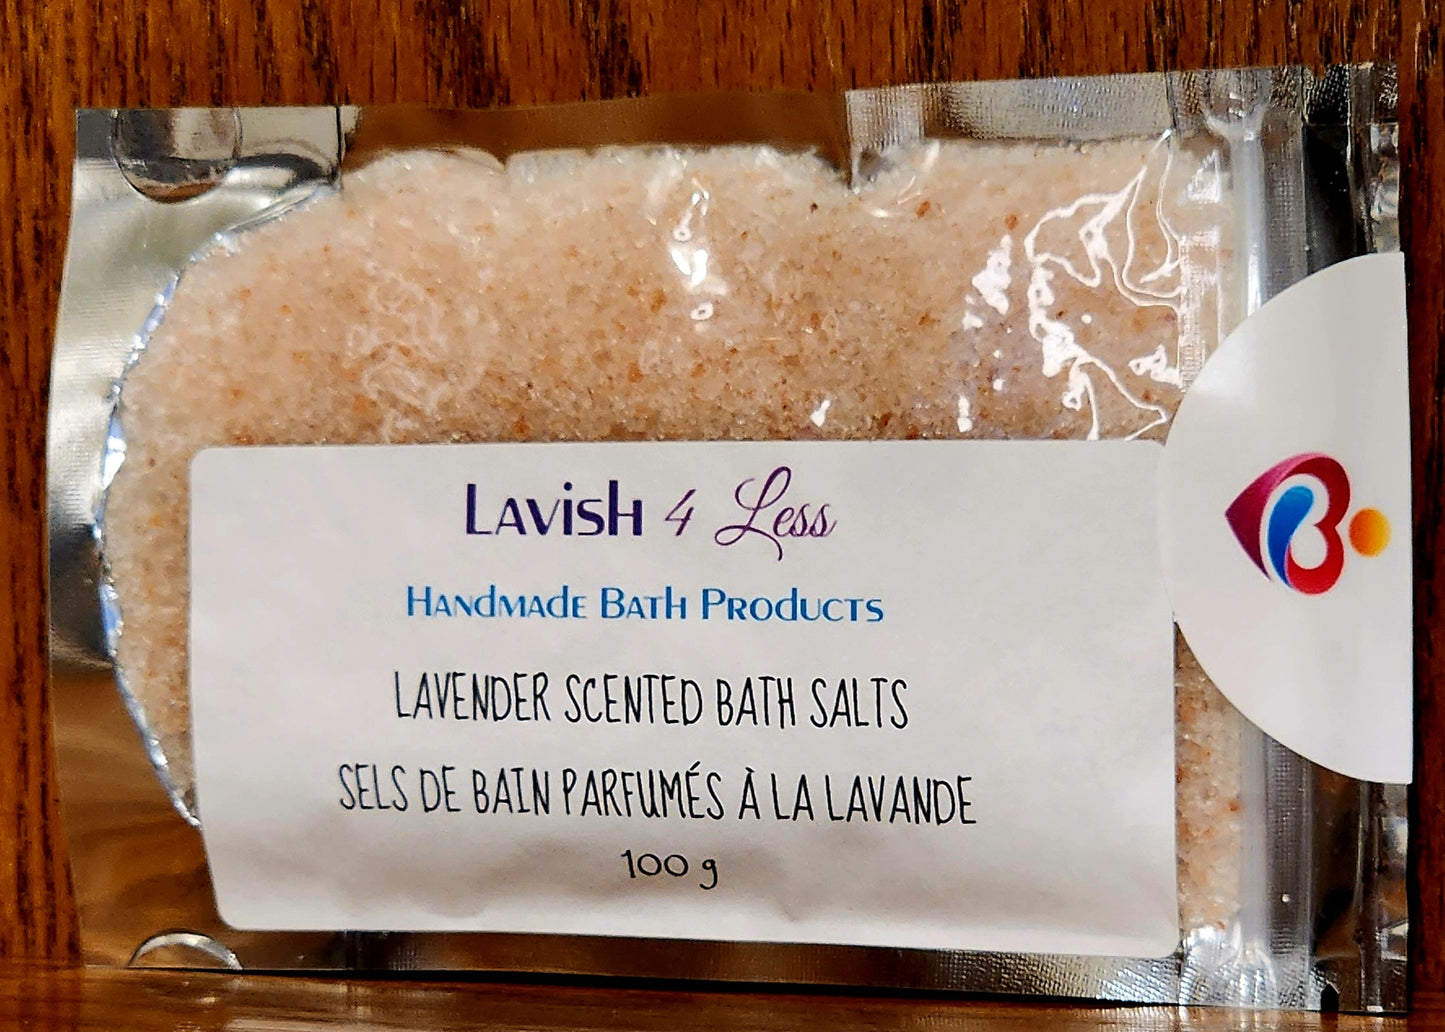 Lavish 4 Less
Handmade Bath Products
LAVENDER SCENTED BATH SALTS
SELS DE BAIN PARFUMÉS À LA LAVANDE
100 g